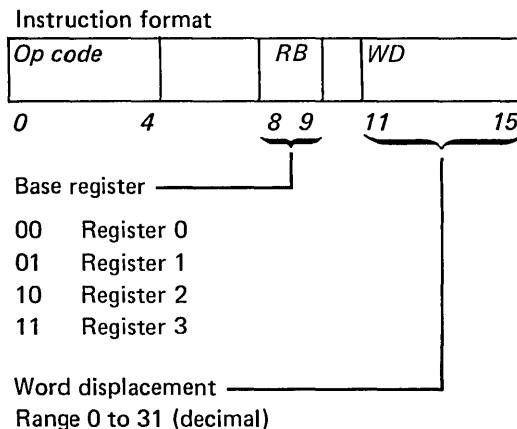 Instruction format
Op code RB WD
0 4 8 9 11 15
Base register
00 Register 0
01 Register 1
10 Register 2
11 Register 3
Word displacement
Range 0 to 31 (decimal)